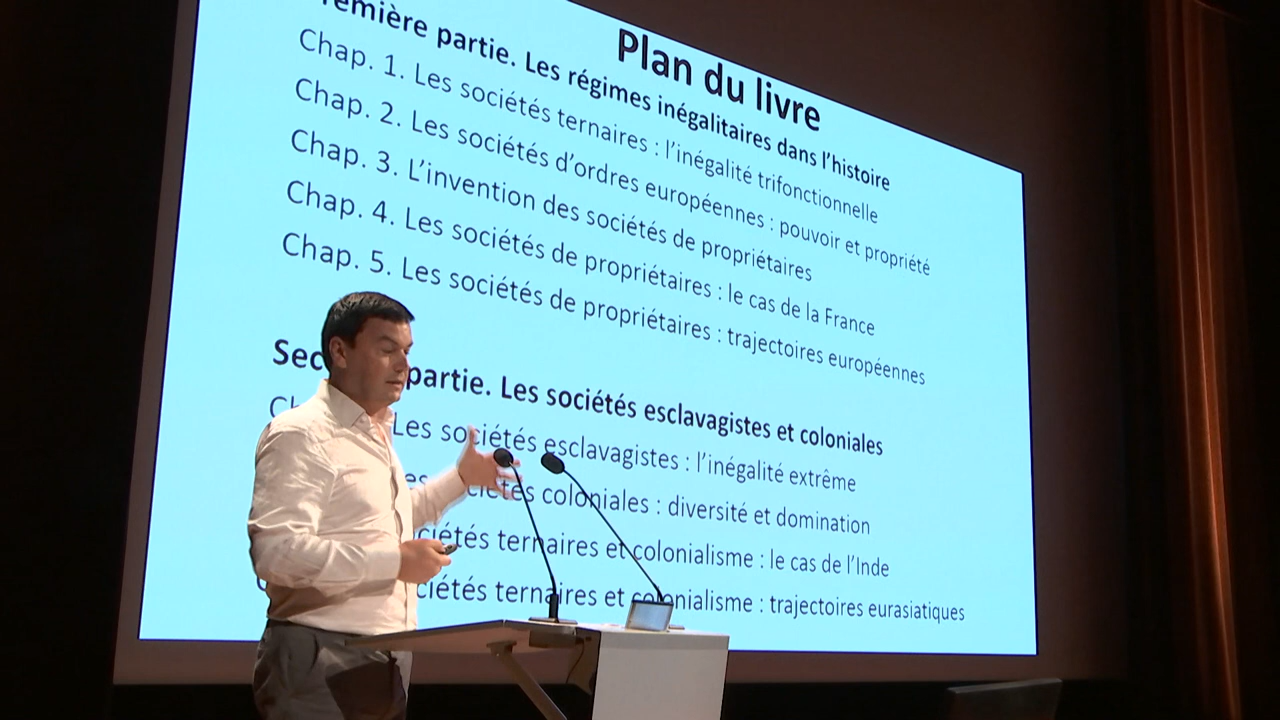 Plan du livre
remière partie. Les régimes inégalitaires dans l'histoire
Chap. 1. Les sociétés ternaires : l'inégalité trifonctionnelle
Chap. 2. Les sociétés d'ordres européennes : pouvoir et propriété
Chap. 3. L'invention des sociétés de propriétaires
Chap. 4. Les sociétés de propriétaires : le cas de la France
Chap. 5. Les sociétés de propriétaires : trajectoires européennes
Sec partie. Les sociétés esclavagistes et coloniales
Ch Les sociétés esclavagistes : l'inégalité extrême
es sociétés coloniales : diversité et domination
ciétés ternaires et colonialisme : le cas de l'Inde
ciétés ternaires et colonialisme : trajectoires eurasiatiques